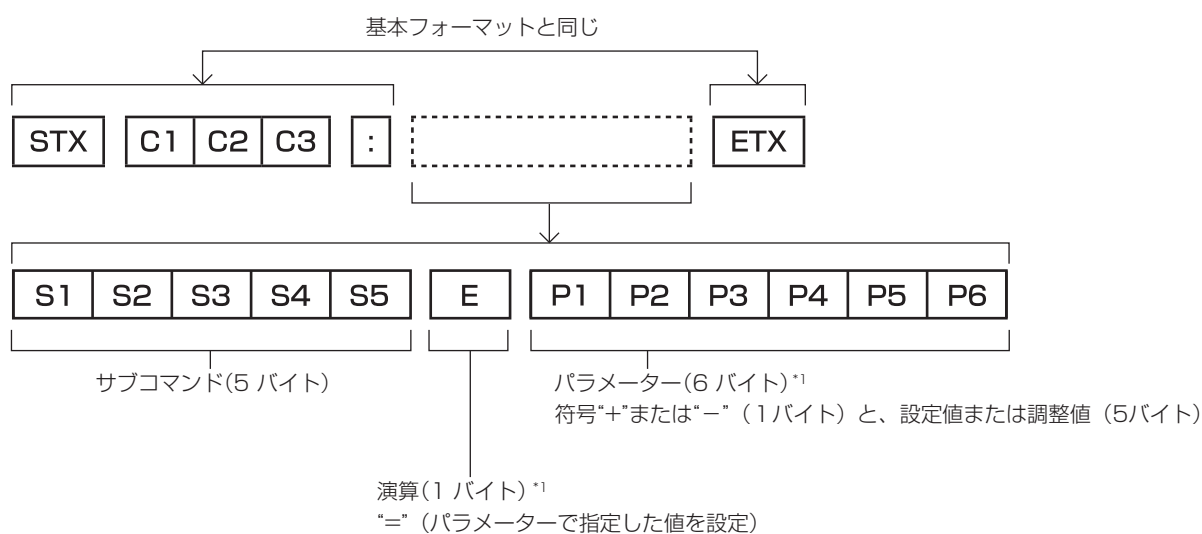 基本フォーマットと同じ
STX C1 C2 C3 : ETX
S1 S2 S3 S4 S5 E P1 P2 P3 P4 P5 P6
サブコマンド(5 バイト)
パラメーター(6 バイト)*1
符号“+”または“－”（1バイト）と、設定値または調整値（5バイト）
演算(1 バイト)*1
“=”（パラメーターで指定した値を設定）